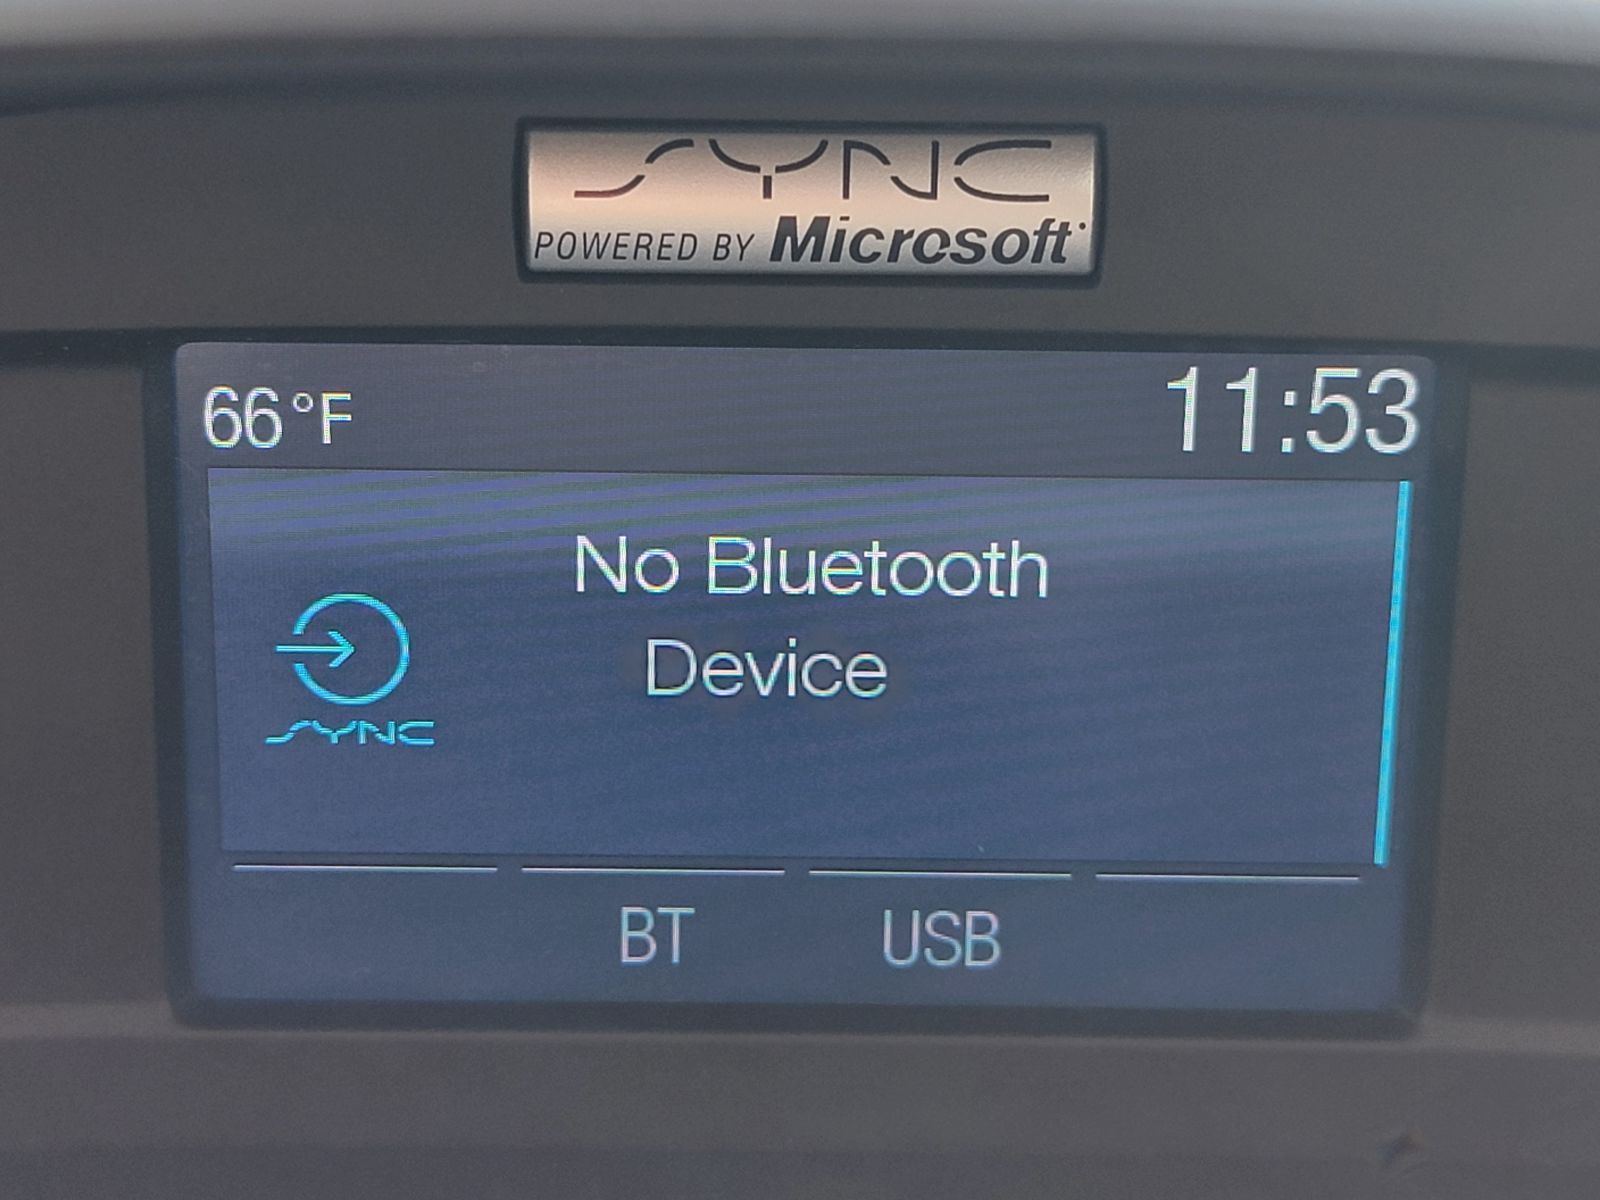 SYNC
POWERED BY Microsoft
66°F 11:53
No Bluetooth
Device
SYNC
BT USB